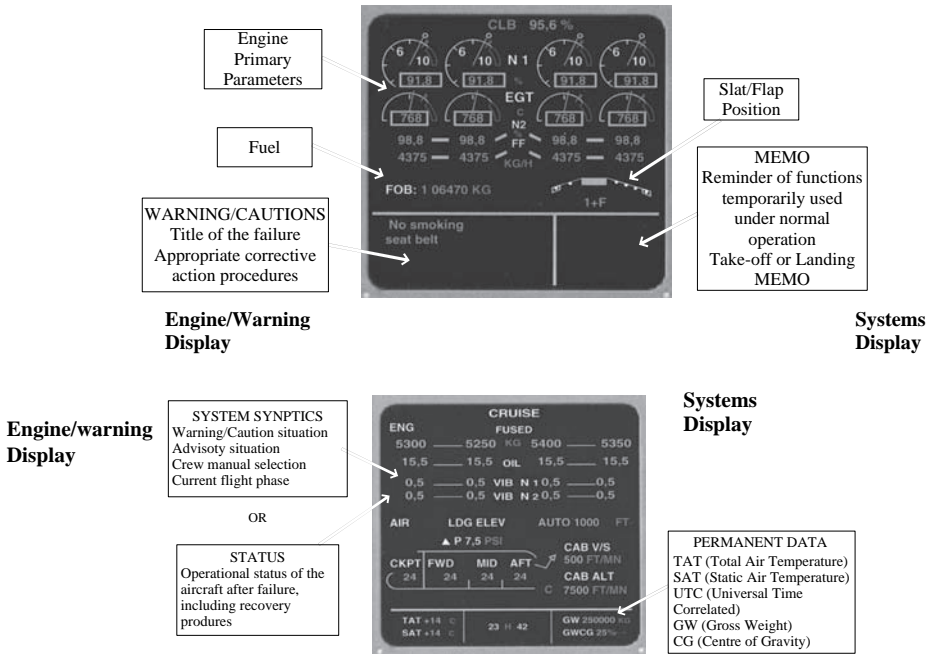 CLB 95,6 %
Engine
Primary
Parameters
6 10 6 10 N 1 6 10 6 10
91,8 91,8 % 91,8 91,8
EGT
768 768 C 768 768
N2
98,8 98,8 % 98,8 98,8
FF
4375 4375 KG/H 4375 4375
Slat/Flap
Position
Fuel
FOB: 1 06470 KG
1+F
MEMO
Reminder of functions
temporarily used
under normal
operation
Take-off or Landing
MEMO
WARNING/CAUTIONS
Title of the failure
Appropriate corrective
action procedures
No smoking
seat belt
Engine/Warning
Display
Systems
Display
Engine/warning
Display
SYSTEM SYNPTICS
Warning/Caution situation
Advisoty situation
Crew manual selection
Current flight phase
OR
STATUS
Operational status of the
aircraft after failure,
including recovery
produres
Systems
Display
CRUISE
ENG FUSED
5300 5250 KG 5400 5350
15,5 15,5 OIL 15,5 15,5
0,5 0,5 VIB N 1 0,5 0,5
0,5 0,5 VIB N 2 0,5 0,5
AIR LDG ELEV AUTO 1000 FT
▲ P 7,5 PSI
CAB V/S
500 FT/MN
CKPT FWD MID AFT
24 24 24 24 C
CAB ALT
7500 FT/MN
TAT +14 C
SAT +14 C
23 H 42
GW 250000 KG
GWCG 25%
PERMANENT DATA
TAT (Total Air Temperature)
SAT (Static Air Temperature)
UTC (Universal Time
Correlated)
GW (Gross Weight)
CG (Centre of Gravity)